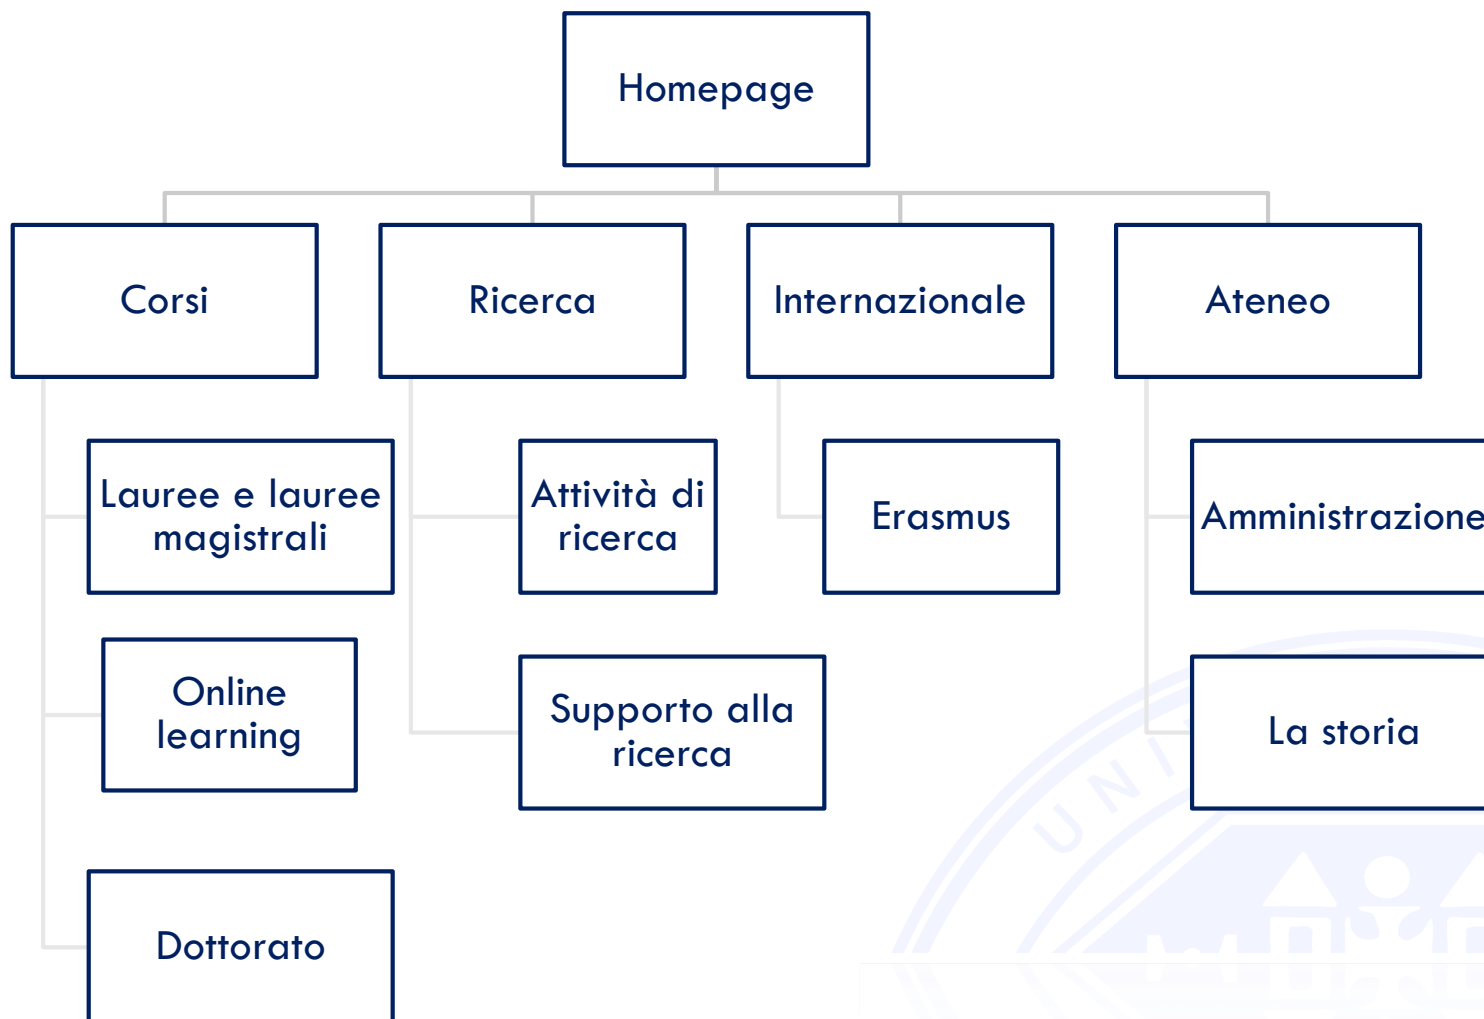 Homepage
Corsi
Ricerca
Internazionale
Ateneo
Lauree e lauree
magistrali
Attività di
ricerca
Erasmus
Amministrazione
Online
learning
Supporto alla
ricerca
La storia
Dottorato